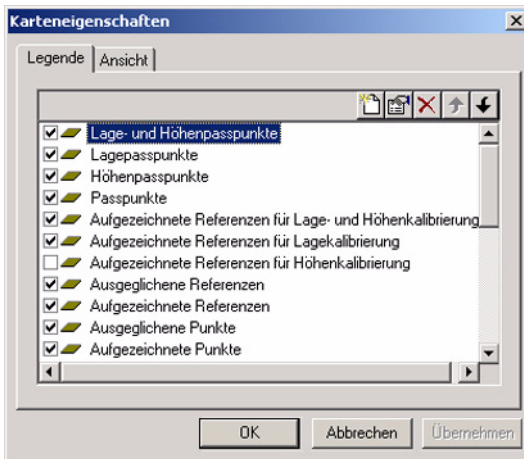 Karteneigenschaften
Legende Ansicht
Lage- und Höhenpasspunkte
Lagepasspunkte
Höhenpasspunkte
Passpunkte
Aufgezeichnete Referenzen für Lage- und Höhenkalibrierung
Aufgezeichnete Referenzen für Lagekalibrierung
Aufgezeichnete Referenzen für Höhenkalibrierung
Ausgeglichene Referenzen
Aufgezeichnete Referenzen
Ausgeglichene Punkte
Aufgezeichnete Punkte
OK Abbrechen Übernehmen